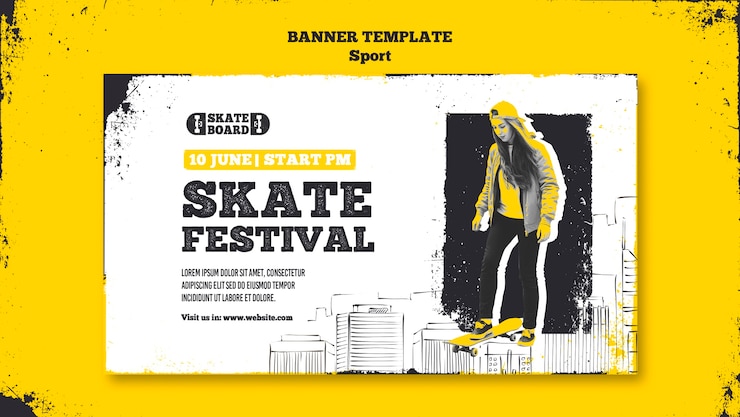 BANNER TEMPLATE
Sport
SKATE
BOARD
10 JUNE| START PM
SKATE
FESTIVAL
LOREM IPSUM DOLOR SIT AMET, CONSECTETUR
ADIPISCING ELIT SED DO EIUSMOD TEMPOR
INCIDIDUNT UT LABORE ET DOLORE.
Visit us in: www.website.com